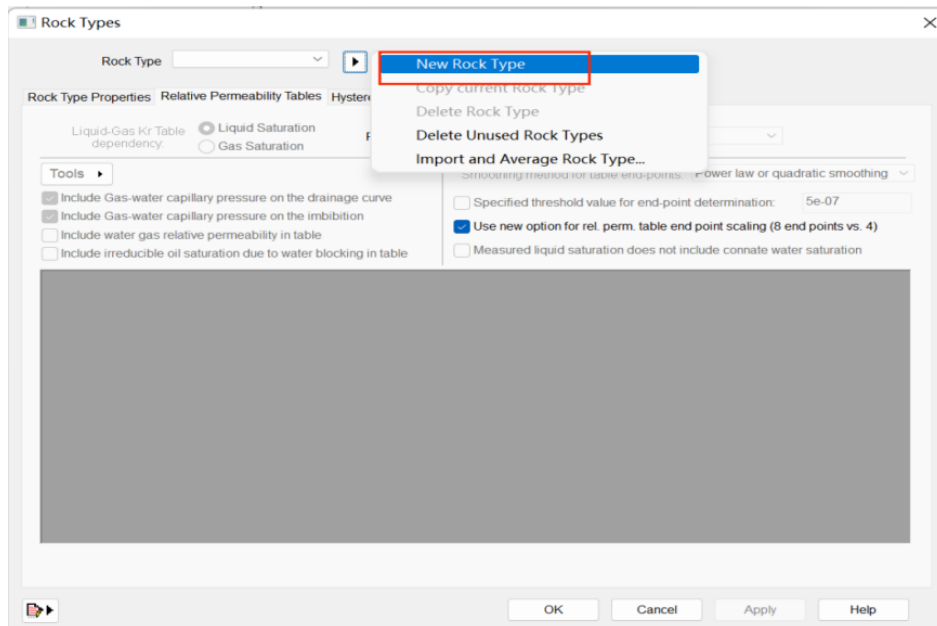 Rock Types
Rock Type
New Rock Type
Copy current Rock Type
Delete Rock Type
Delete Unused Rock Types
Import and Average Rock Type...
Rock Type Properties Relative Permeability Tables Hystere
Liquid-Gas Kr Table dependency:
Liquid Saturation
Gas Saturation
Tools
Smoothing method for table end-points: Power law or quadratic smoothing
Include Gas-water capillary pressure on the drainage curve
Include Gas-water capillary pressure on the imbibition
Include water gas relative permeability in table
Include irreducible oil saturation due to water blocking in table
Specified threshold value for end-point determination: 5e-07
Use new option for rel. perm. table end point scaling (8 end points vs. 4)
Measured liquid saturation does not include connate water saturation
OK Cancel Apply Help